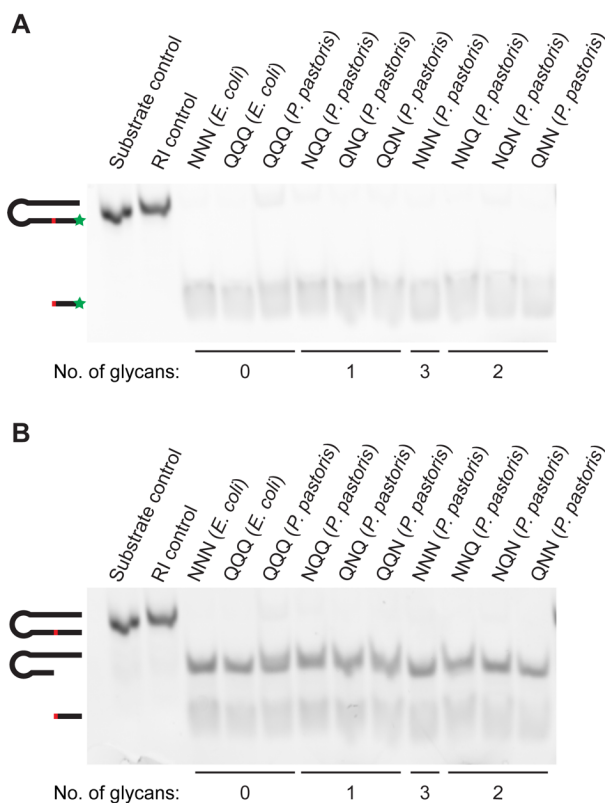 A
Substrate control
RI control
NNN (E. coli)
QQQ (E. coli)
QQQ (P. pastoris)
NQQ (P. pastoris)
QNQ (P. pastoris)
QQN (P. pastoris)
NNN (P. pastoris)
NNQ (P. pastoris)
NQN (P. pastoris)
QNN (P. pastoris)
No. of glycans: 0 1 3 2
B
Substrate control
RI control
NNN (E. coli)
QQQ (E. coli)
QQQ (P. pastoris)
NQQ (P. pastoris)
QNQ (P. pastoris)
QQN (P. pastoris)
NNN (P. pastoris)
NNQ (P. pastoris)
NQN (P. pastoris)
QNN (P. pastoris)
No. of glycans: 0 1 3 2